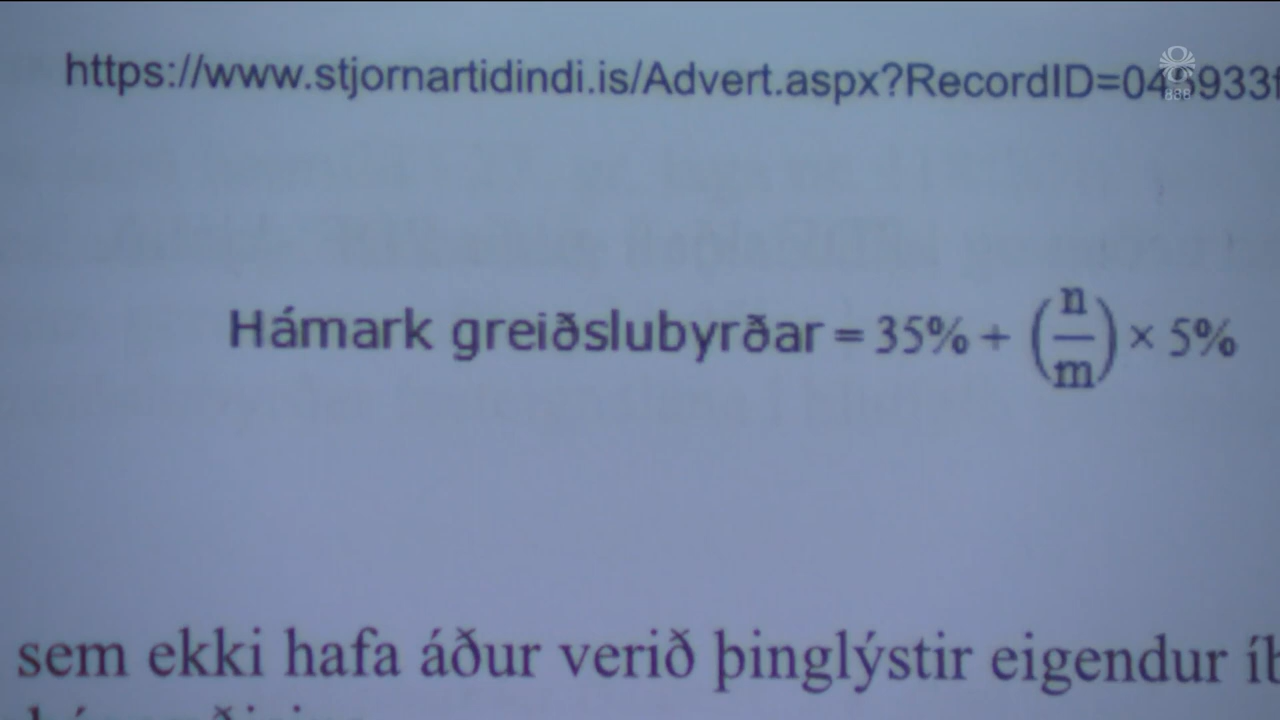 https://www.stjornartidindi.is/Advert.aspx?RecordID=04
888
Hámark greiðslubyrðar = 35% + (n/m) × 5%
sem ekki hafa áður verið þinglýstir eigendur